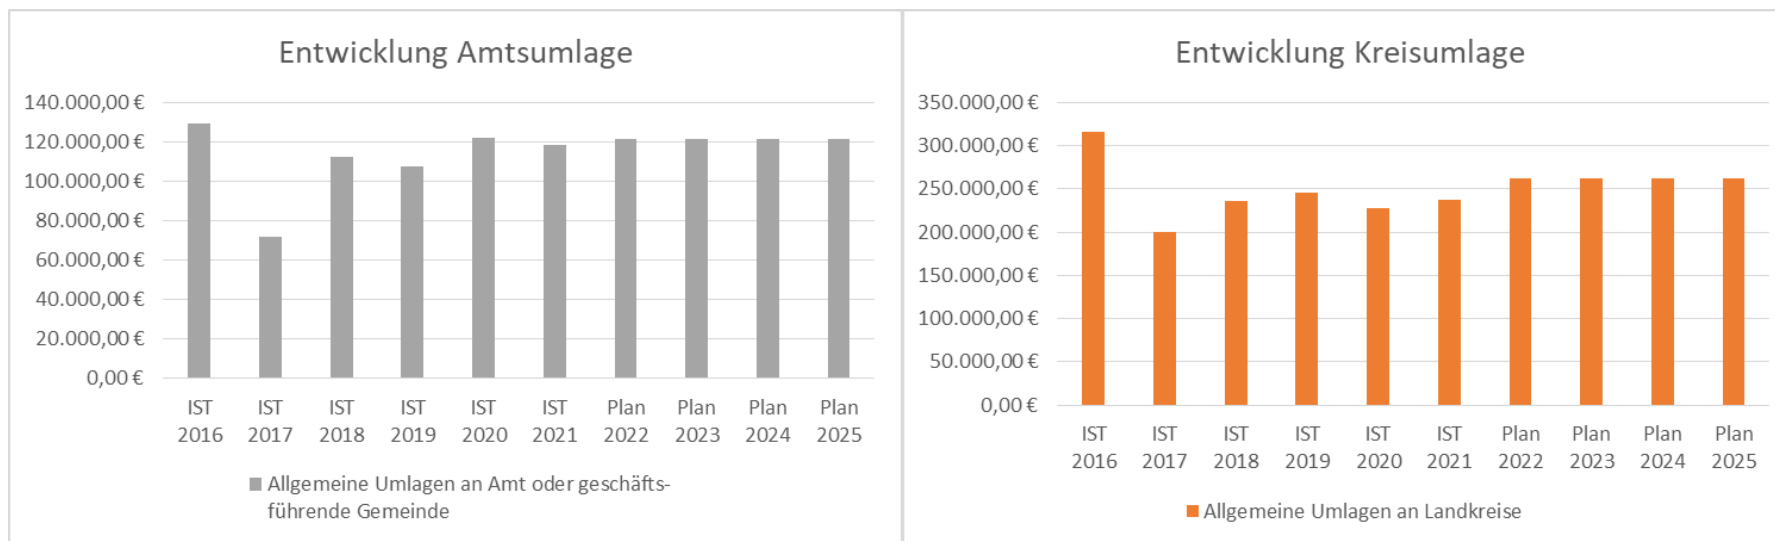 Entwicklung Amtsumlage
140.000,00 €
120.000,00 €
100.000,00 €
80.000,00 €
60.000,00 €
40.000,00 €
20.000,00 €
0,00 €
IST IST IST IST IST IST Plan Plan Plan Plan
2016 2017 2018 2019 2020 2021 2022 2023 2024 2025
Allgemeine Umlagen an Amt oder geschäfts-
führende Gemeinde
Entwicklung Kreisumlage
350.000,00 €
300.000,00 €
250.000,00 €
200.000,00 €
150.000,00 €
100.000,00 €
50.000,00 €
0,00 €
IST IST IST IST IST IST Plan Plan Plan Plan
2016 2017 2018 2019 2020 2021 2022 2023 2024 2025
Allgemeine Umlagen an Landkreise